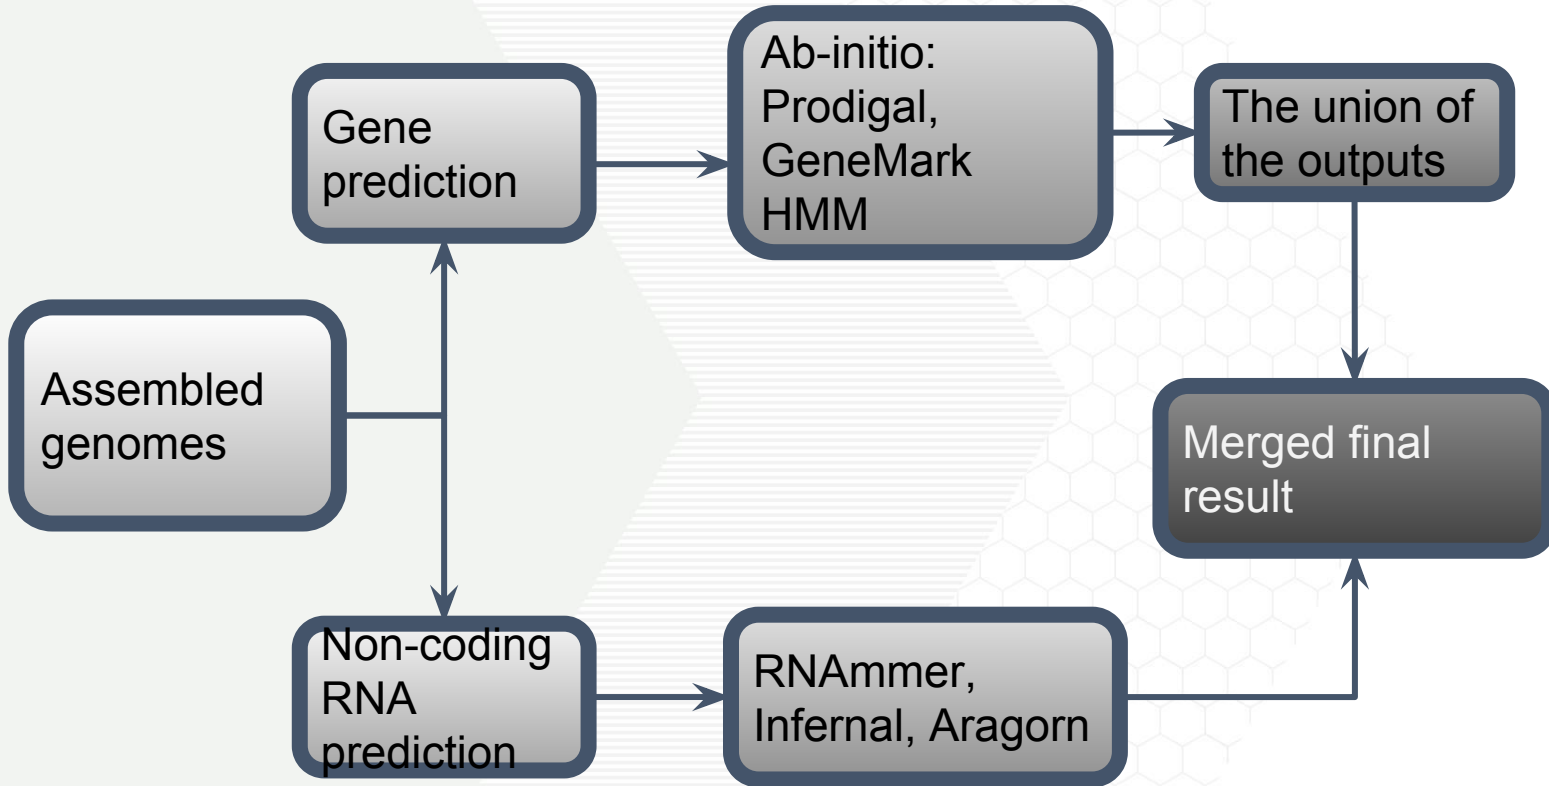 Assembled
genomes
Gene
prediction
Ab-initio:
Prodigal,
GeneMark
HMM
The union of
the outputs
Merged final
result
Non-coding
RNA
prediction
RNAmmer,
Infernal, Aragorn